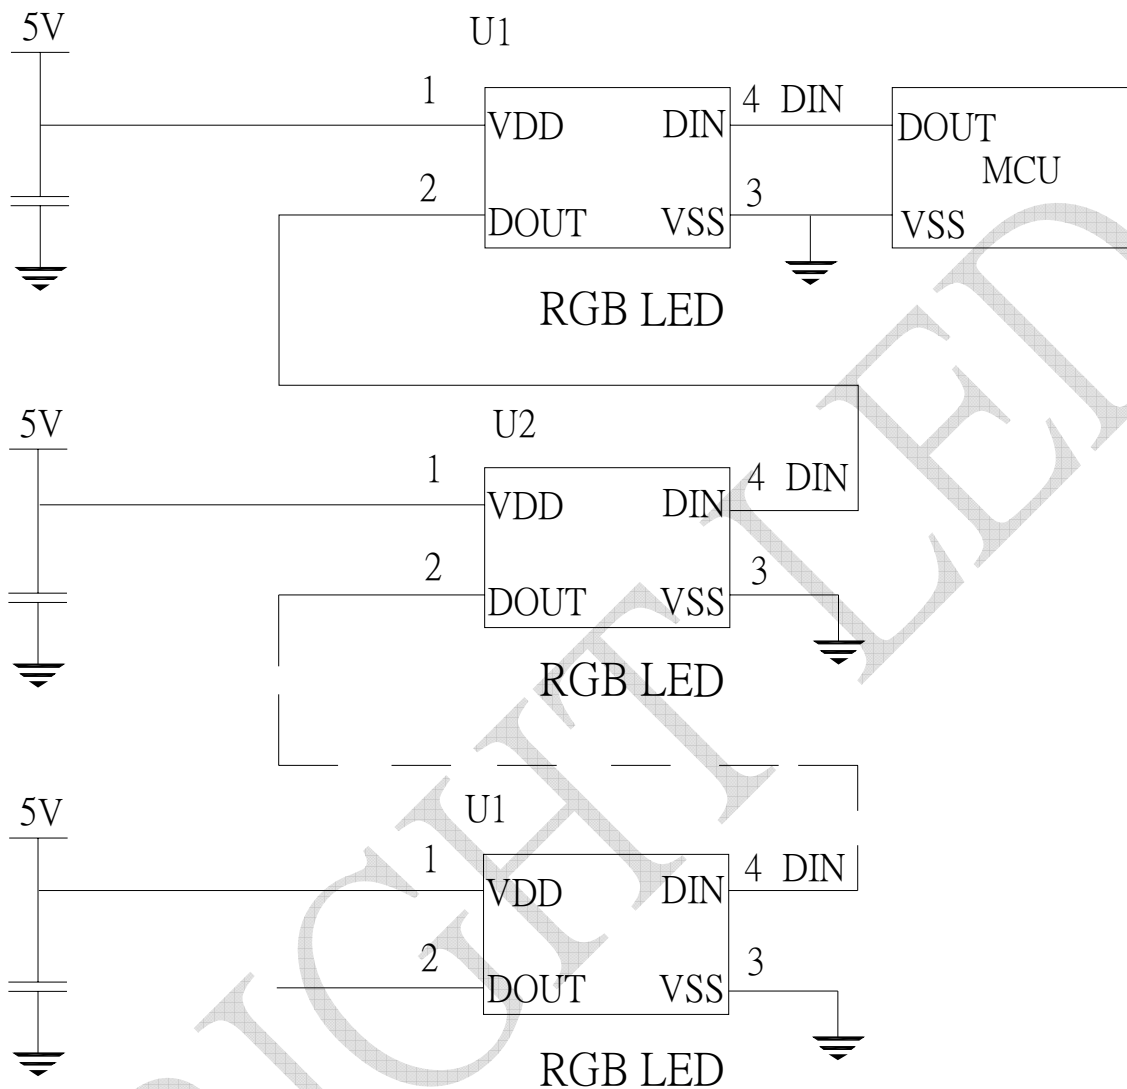 5V
U1
1
4 DIN
VDD
DIN
DOUT
MCU
2
3
DOUT
VSS
VSS
RGB LED
5V
U2
1
4 DIN
VDD
DIN
2
3
DOUT
VSS
RGB LED
5V
U1
1
4 DIN
VDD
DIN
2
3
DOUT
VSS
RGB LED
RIGHT LED